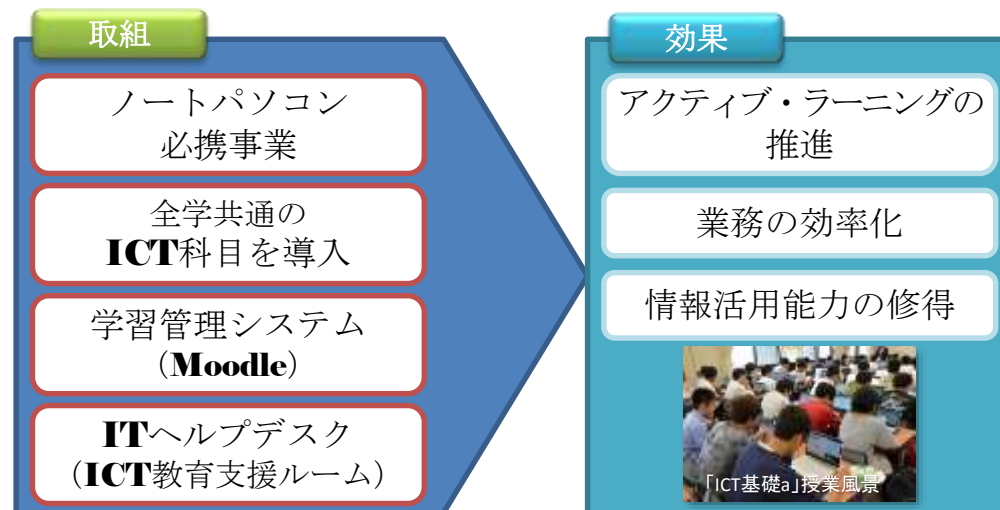 取組
ノートパソコン
必携事業
全学共通の
ICT科目を導入
学習管理システム
(Moodle)
ITヘルプデスク
(ICT教育支援ルーム)
効果
アクティブ・ラーニングの
推進
業務の効率化
情報活用能力の修得
「ICT基礎a」授業風景